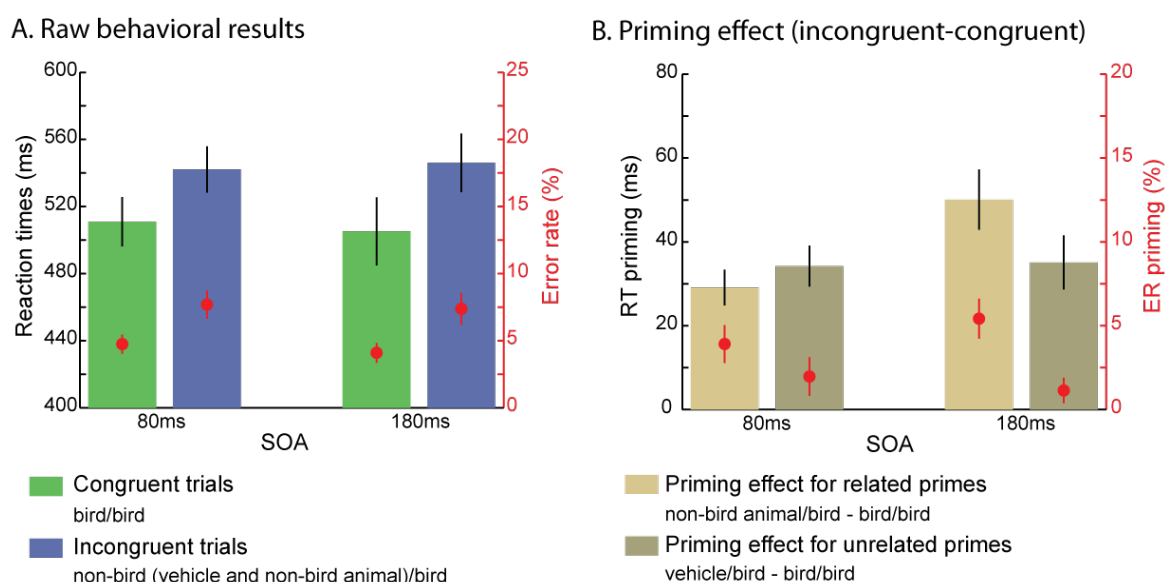 A. Raw behavioral results
600
560
520
480
440
400
Reaction times (ms)
25
20
15
10
5
0
Error rate (%)
80ms
180ms
SOA
Congruent trials
bird/bird
Incongruent trials
non-bird (vehicle and non-bird animal)/bird
B. Priming effect (incongruent-congruent)
80
60
40
20
0
RT priming (ms)
20
15
10
5
0
ER priming (%)
80ms
180ms
SOA
Priming effect for related primes
non-bird animal/bird - bird/bird
Priming effect for unrelated primes
vehicle/bird - bird/bird